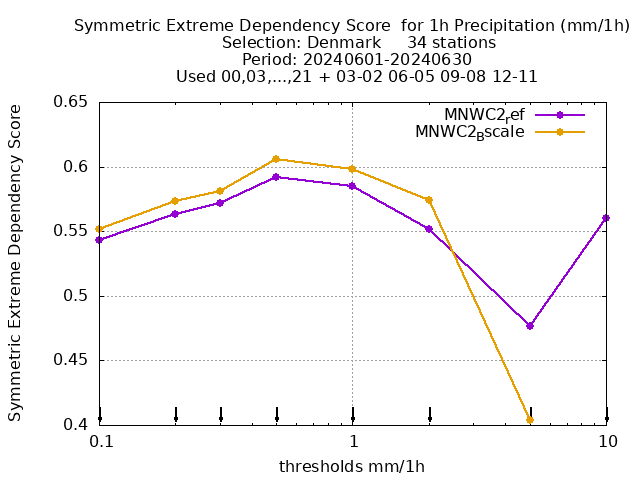 Symmetric Extreme Dependency Score  for 1h Precipitation (mm/1h)
Selection: Denmark     34 stations
Period: 20240601-20240630
Used 00,03,...,21 + 03-02 06-05 09-08 12-11
MNWC2ref
MNWC2Bscale
Symmetric Extreme Dependency Score
0.65
0.6
0.55
0.5
0.45
0.4
0.1
1
10
thresholds mm/1h